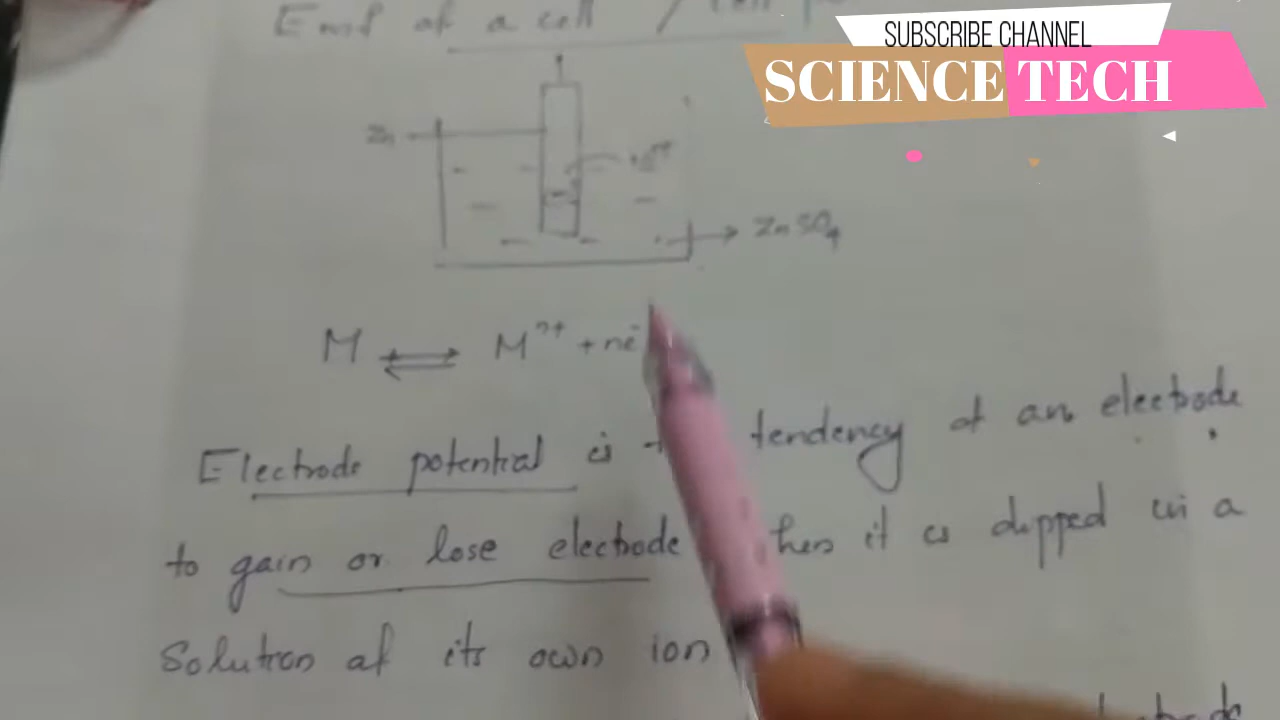 Emf of a cell /
SUBSCRIBE CHANNEL
SCIENCE TECH
Zn
ZnSO4
M ⇌ M^n+ + ne-
Electrode potential is tendency of an electrode
to gain or lose electrode when it is dipped in a
Solution of its own ion